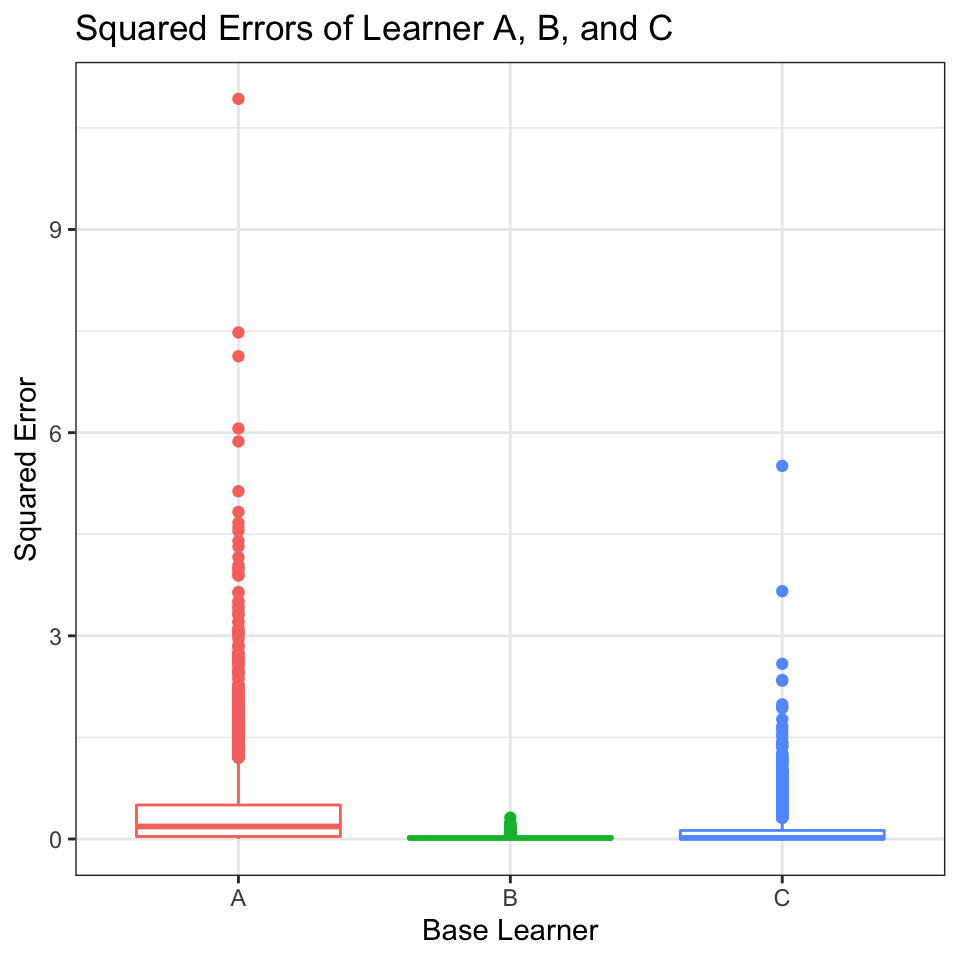 Squared Errors of Learner A, B, and C
9
6
3
0
Squared Error
A B C
Base Learner